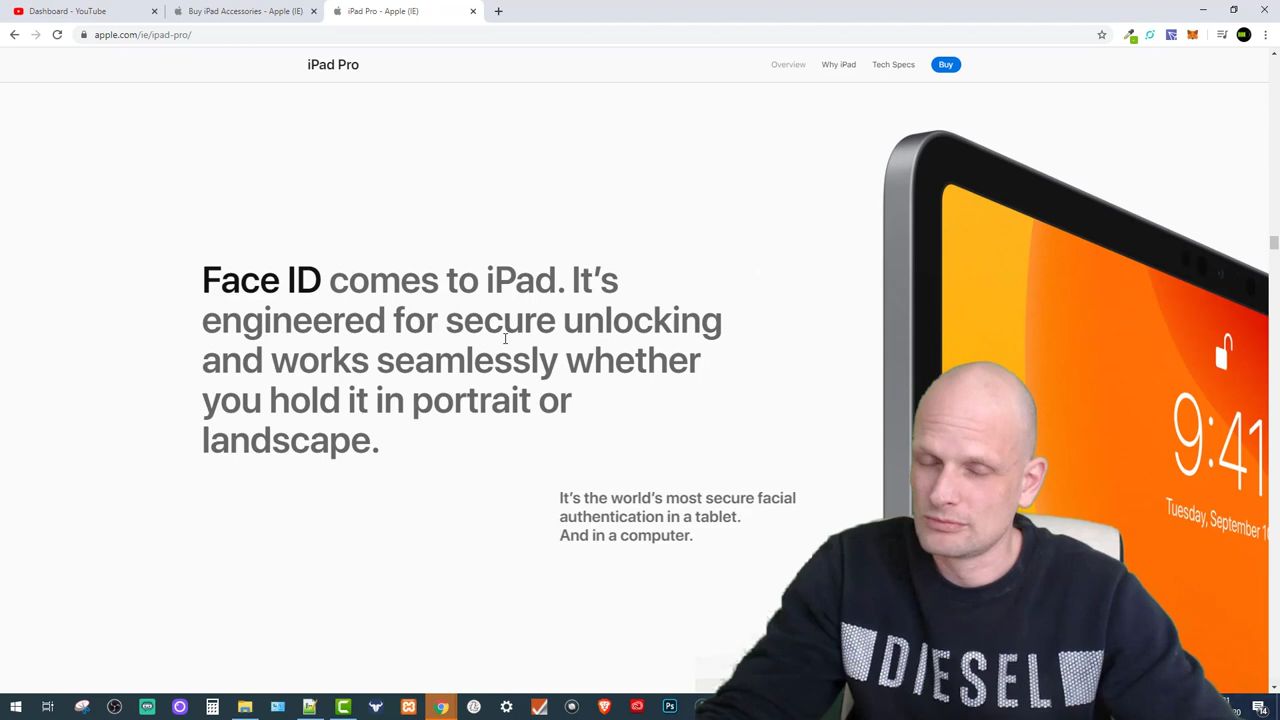 Dashboard - YouTube
Buy iPad Accessories - Apple (IE)
iPad Pro - Apple (IE)
apple.com/ie/ipad-pro/
iPad Pro
Overview
Why iPad
Tech Specs
Buy
Face ID comes to iPad. It’s
engineered for secure unlocking
and works seamlessly whether
you hold it in portrait or
landscape.
It’s the world’s most secure facial
authentication in a tablet.
And in a computer.
9:41
Tuesday, September
DIESEL